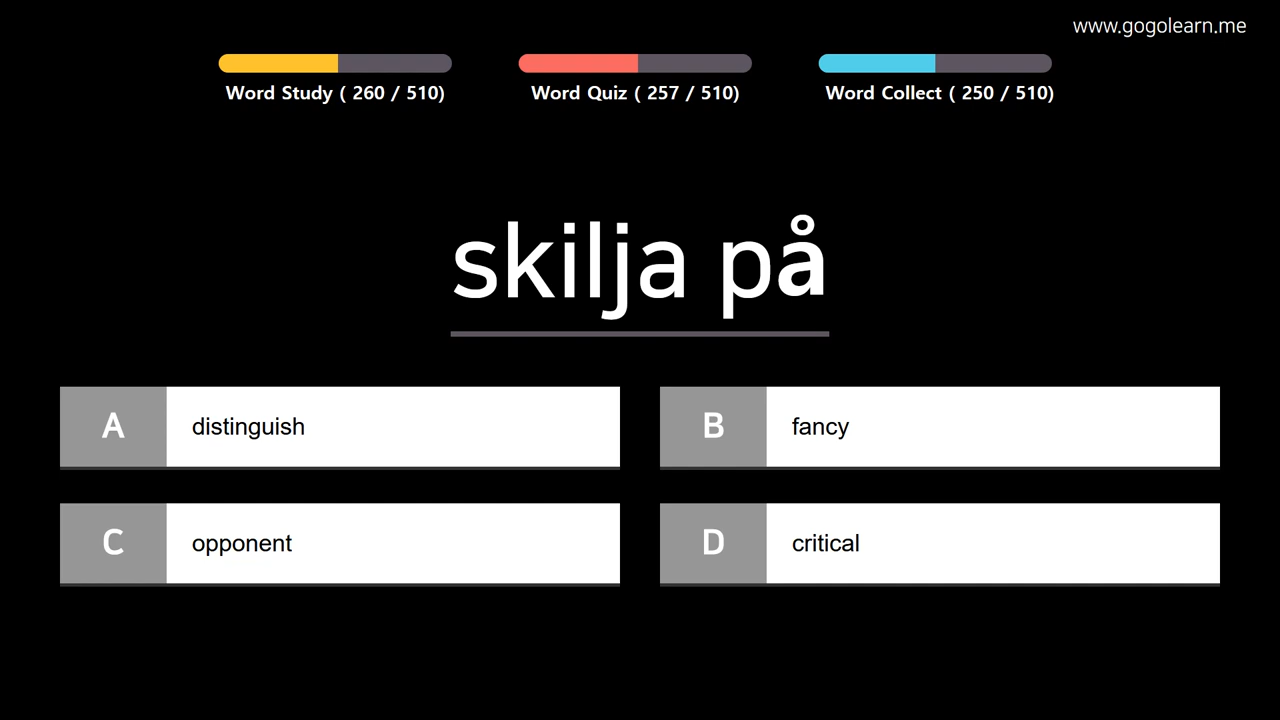 www.gogolearn.me
Word Study ( 260 / 510)
Word Quiz ( 257 / 510)
Word Collect ( 250 / 510)
skilja på
A distinguish
B fancy
C opponent
D critical